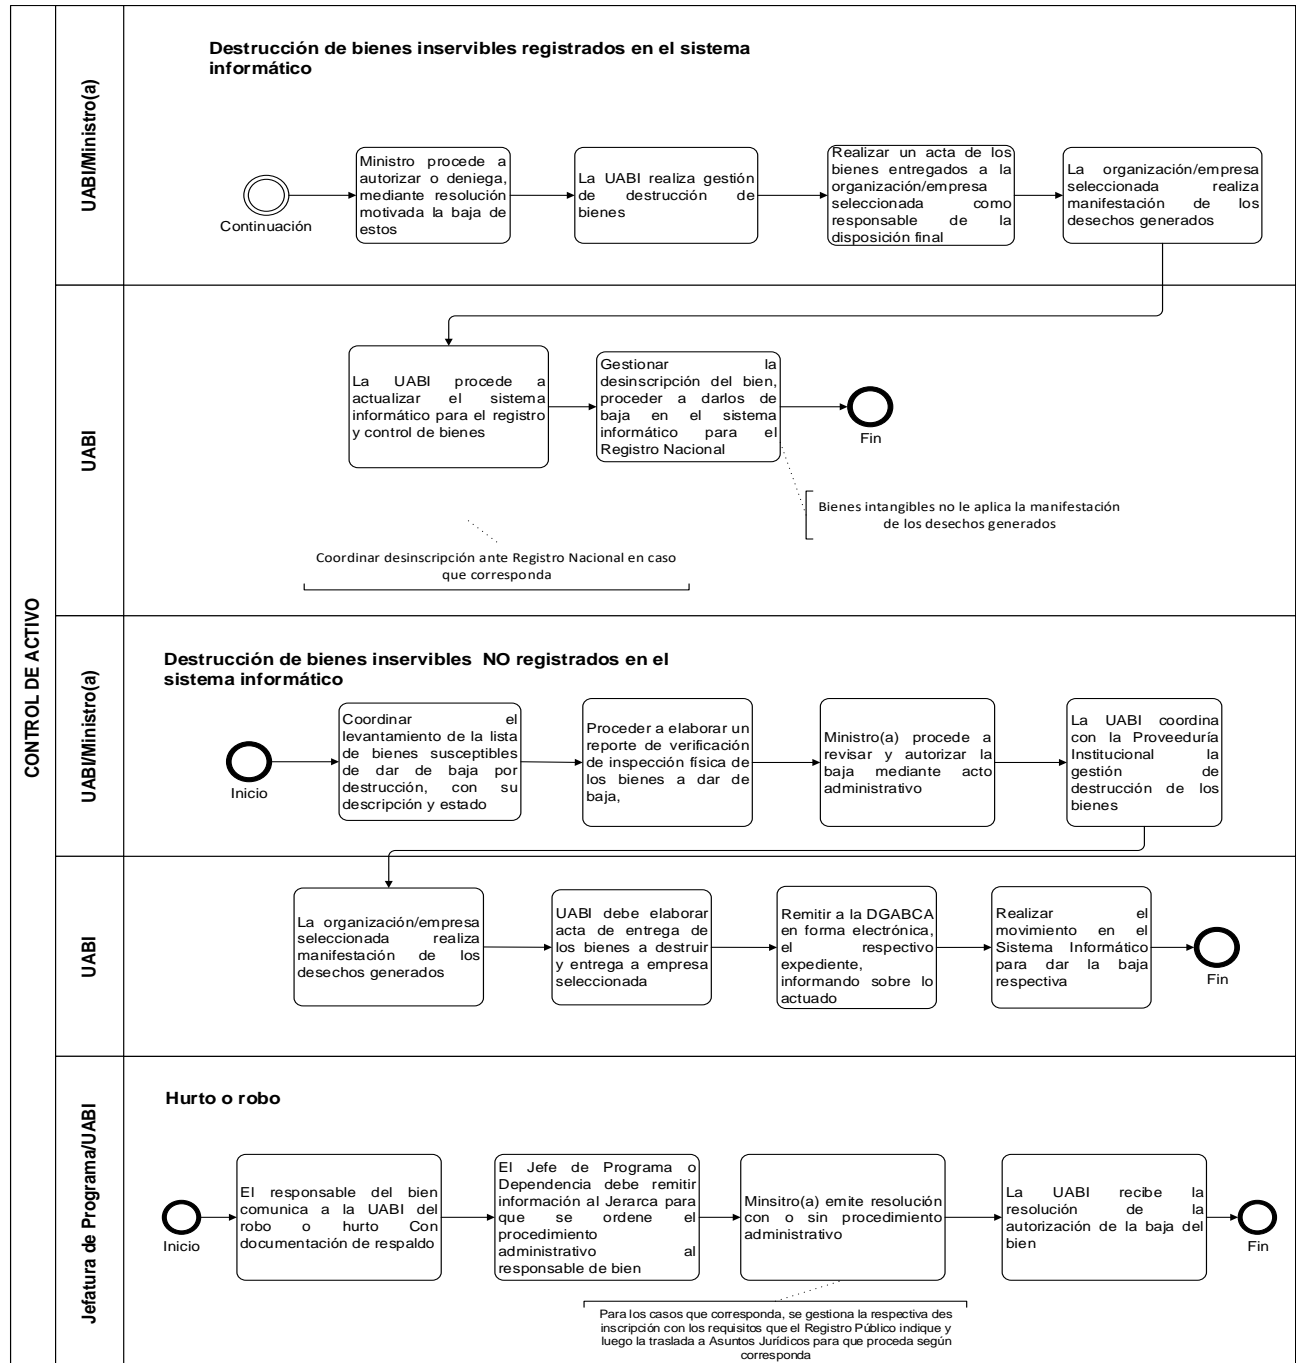 CONTROL DE ACTIVO
UABI/Ministro(a)
Destrucción de bienes inservibles registrados en el sistema
informático
Continuación
Ministro procede a
autorizar o deniega,
mediante resolución
motivada la baja de
estos
La UABI realiza gestión
de destrucción de
bienes
Realizar un acta de los
bienes entregados a la
organización/empresa
seleccionada como
responsable de la
disposición final
La organización/empresa
seleccionada realiza
manifestación de los
desechos generados
UABI
La UABI procede a
actualizar el sistema
informático para el registro
y control de bienes
Gestionar la
desinscripción del bien,
proceder a darlos de
baja en el sistema
informático para el
Registro Nacional
Fin
Bienes intangibles no le aplica la manifestación
de los desechos generados
Coordinar desinscripción ante Registro Nacional en caso
que corresponda
UABI/Ministro(a)
Destrucción de bienes inservibles NO registrados en el
sistema informático
Inicio
Coordinar el
levantamiento de la lista
de bienes susceptibles
de dar de baja por
destrucción, con su
descripción y estado
Proceder a elaborar un
reporte de verificación
de inspección física de
los bienes a dar de
baja,
Ministro(a) procede a
revisar y autorizar la
baja mediante acto
administrativo
La UABI coordina
con la Proveeduría
Institucional la
gestión de
destrucción de los
bienes
UABI
La organización/empresa
seleccionada realiza
manifestación de los
desechos generados
UABI debe elaborar
acta de entrega de
los bienes a destruir
y entrega a empresa
seleccionada
Remitir a la DGABCA
en forma electrónica,
el respectivo
expediente,
informando sobre lo
actuado
Realizar el
movimiento en el
Sistema Informático
para dar la baja
respectiva
Fin
Jefatura de Programa/UABI
Hurto o robo
Inicio
El responsable del bien
comunica a la UABI del
robo o hurto Con
documentación de respaldo
El Jefe de Programa o
Dependencia debe remitir
información al Jerarca para
que se ordene el
procedimiento
administrativo al
responsable de bien
Minsitro(a) emite resolución
con o sin procedimiento
administrativo
La UABI recibe la
resolución de la
autorización de la baja del
bien
Fin
Para los casos que corresponda, se gestiona la respectiva des
inscripción con los requisitos que el Registro Público indique y
luego la traslada a Asuntos Jurídicos para que proceda según
corresponda